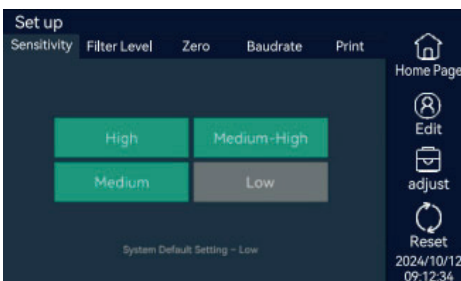 Set up
Sensitivity Filter Level Zero Baudrate Print
Home Page
High Medium-High
Edit
Medium Low
adjust
System Default Setting - Low
Reset
2024/10/12
09:12:34